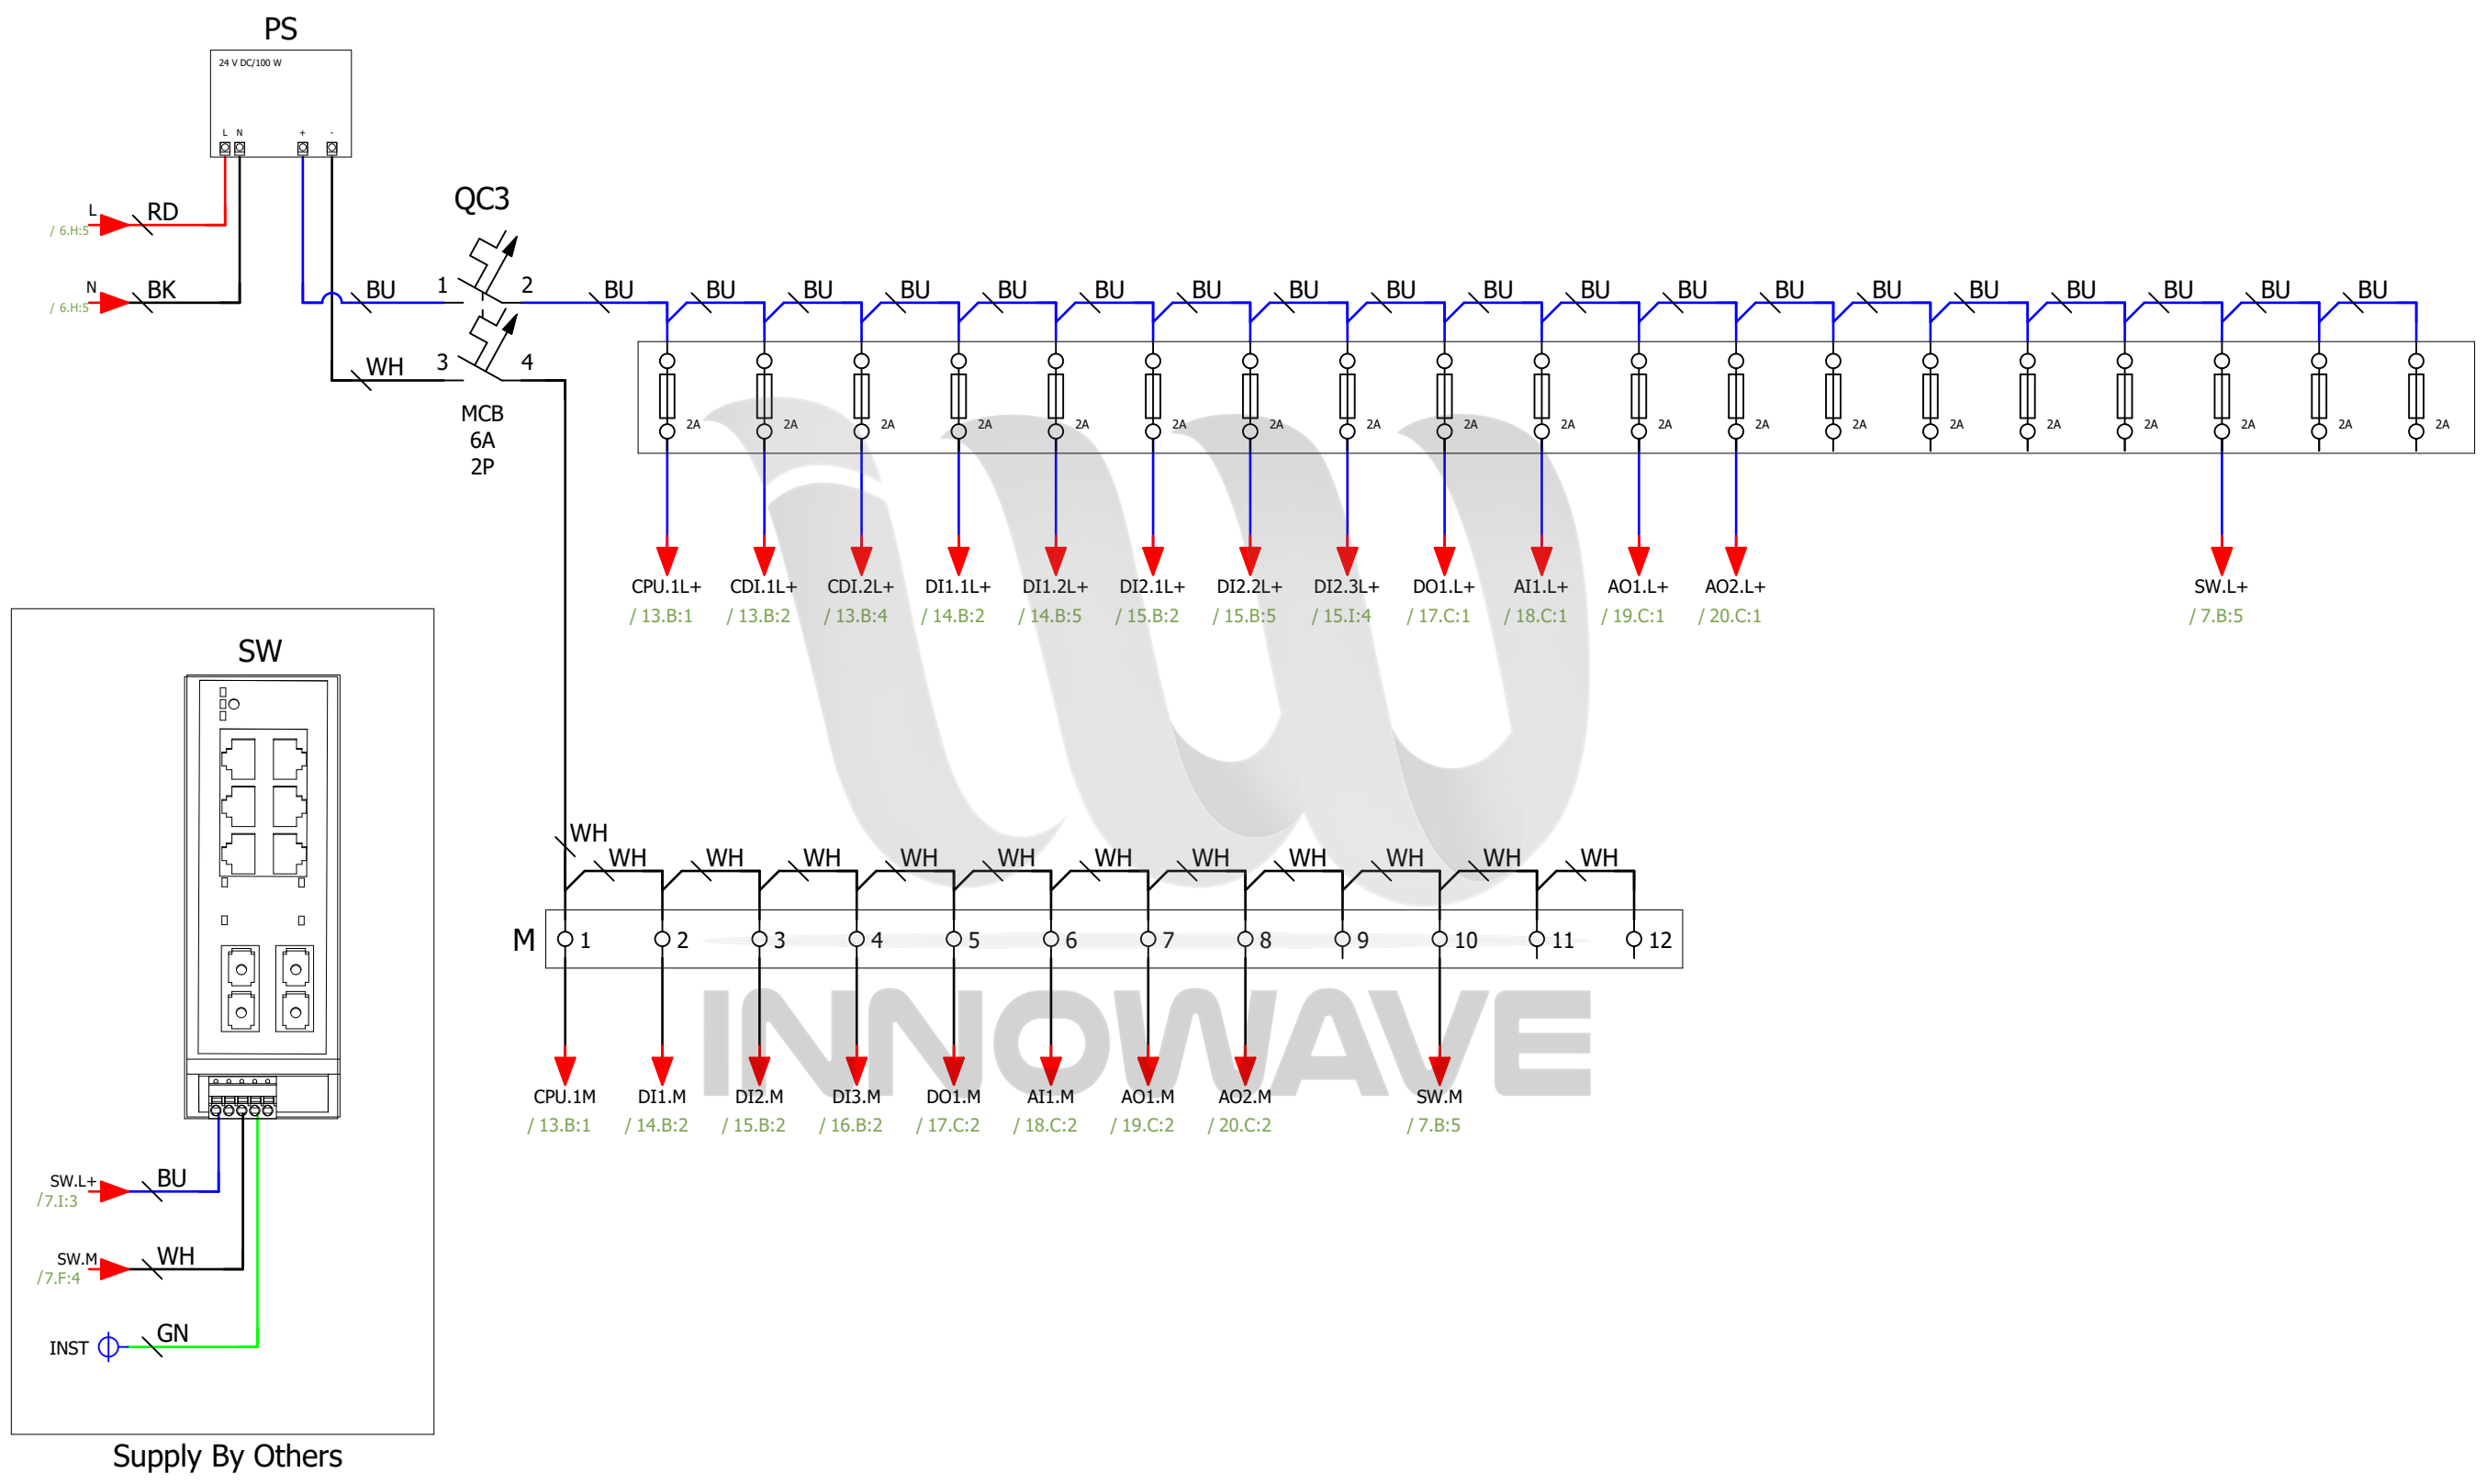 PS
24 V DC/100 W
L N + -
L
/ 6.H:5
RD
N
/ 6.H:5
BK
QC3
BU 1 2 BU BU BU BU BU BU BU BU BU BU BU BU BU BU BU BU BU BU BU
WH 3 4
MCB
6A
2P
2A 2A 2A 2A 2A 2A 2A 2A 2A 2A 2A 2A 2A 2A 2A 2A 2A 2A 2A
CPU.1L+ CDI.1L+ CDI.2L+ DI1.1L+ DI1.2L+ DI2.1L+ DI2.2L+ DI2.3L+ DO1.L+ AI1.L+ AO1.L+ AO2.L+ SW.L+
/ 13.B:1 / 13.B:2 / 13.B:4 / 14.B:2 / 14.B:5 / 15.B:2 / 15.B:5 / 15.I:4 / 17.C:1 / 18.C:1 / 19.C:1 / 20.C:1 / 7.B:5
WH
WH WH WH WH WH WH WH WH WH WH WH
M 1 2 3 4 5 6 7 8 9 10 11 12
INNOWAVE
CPU.1M DI1.M DI2.M DI3.M DO1.M AI1.M AO1.M AO2.M SW.M
/ 13.B:1 / 14.B:2 / 15.B:2 / 16.B:2 / 17.C:2 / 18.C:2 / 19.C:2 / 20.C:2 / 7.B:5
SW
SW.L+
/7.I:3
BU
SW.M
/7.F:4
WH
INST
GN
Supply By Others